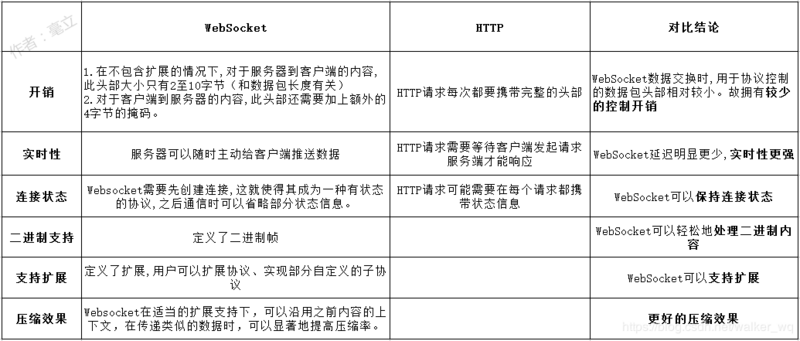 作者:毫立
WebSocket
HTTP
对比结论
开销
1.在不包含扩展的情况下,对于服务器到客户端的内容,
此头部大小只有2至10字节（和数据包长度有关）
2.对于客户端到服务器的内容,此头部还需要加上额外的
4字节的掩码。
HTTP请求每次都要携带完整的头部
WebSocket数据交换时,用于协议控制
的数据包头部相对较小。故拥有较少
的控制开销
实时性
服务器可以随时主动给客户端推送数据
HTTP请求需要等待客户端发起请求
服务端才能响应
WebSocket延迟明显更少,实时性更强
连接状态
Websocket需要先创建连接,这就使得其成为一种有状态
的协议,之后通信时可以省略部分状态信息。
HTTP请求可能需要在每个请求都携
带状态信息
WebSocket可以保持连接状态
二进制支持
定义了二进制帧
WebSocket可以轻松地处理二进制内
容
支持扩展
定义了扩展,用户可以扩展协议、实现部分自定义的子协
议
WebSocket可以支持扩展
压缩效果
Websocket在适当的扩展支持下，可以沿用之前内容的上
下文，在传递类似的数据时，可以显著地提高压缩率。
更好的压缩效果
https://blog.csdn.net/walker_wq